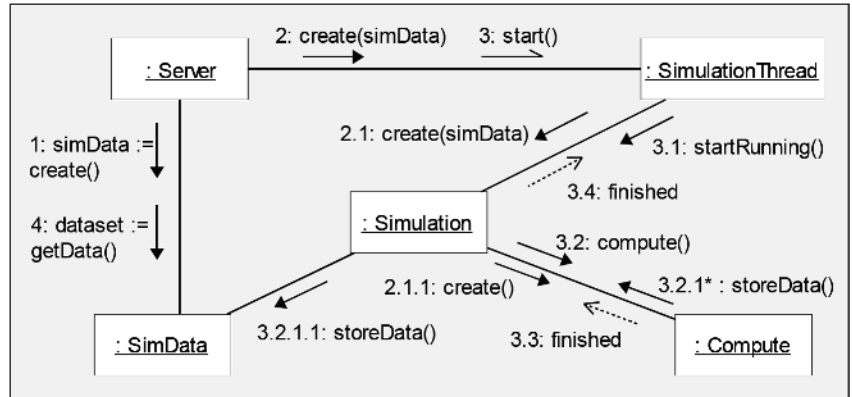 2: create(simData)
3: start()
: Server
: SimulationThread
1: simData :=
create()
2.1: create(simData)
3.1: startRunning()
3.4: finished
4: dataset :=
getData()
: Simulation
3.2: compute()
2.1.1: create()
3.2.1* : storeData()
3.2.1.1: storeData()
3.3: finished
: SimData
: Compute